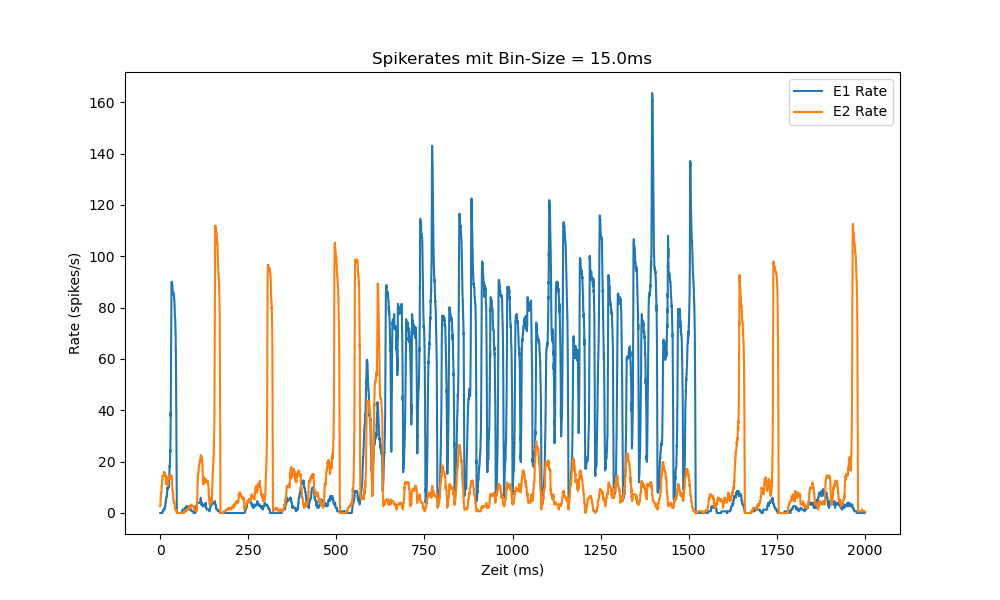 Spikerates mit Bin-Size = 15.0ms
E1 Rate
E2 Rate
Rate (spikes/s)
160
140
120
100
80
60
40
20
0
0 250 500 750 1000 1250 1500 1750 2000
Zeit (ms)